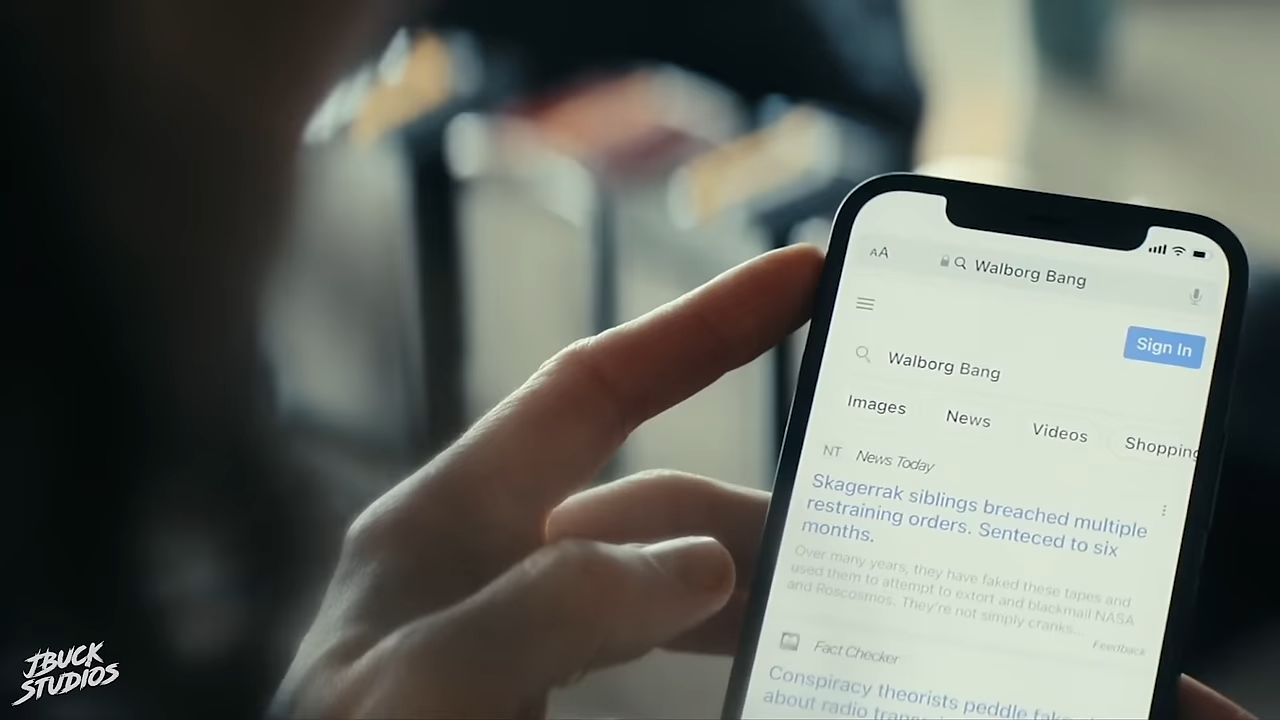 AA
Walborg Bang
Sign In
Walborg Bang
Images News Videos Shopping
NT News Today
Skagerrak siblings breached multiple
restraining orders. Senteced to six
months.
Over many years, they have faked these tapes and
used them to attempt to extort and blackmail NASA
and Roscosmos. They're not simply cranks...
Feedback
Fact Checker
Conspiracy theorists peddle fake
about radio
JBUCK
STUDIOS